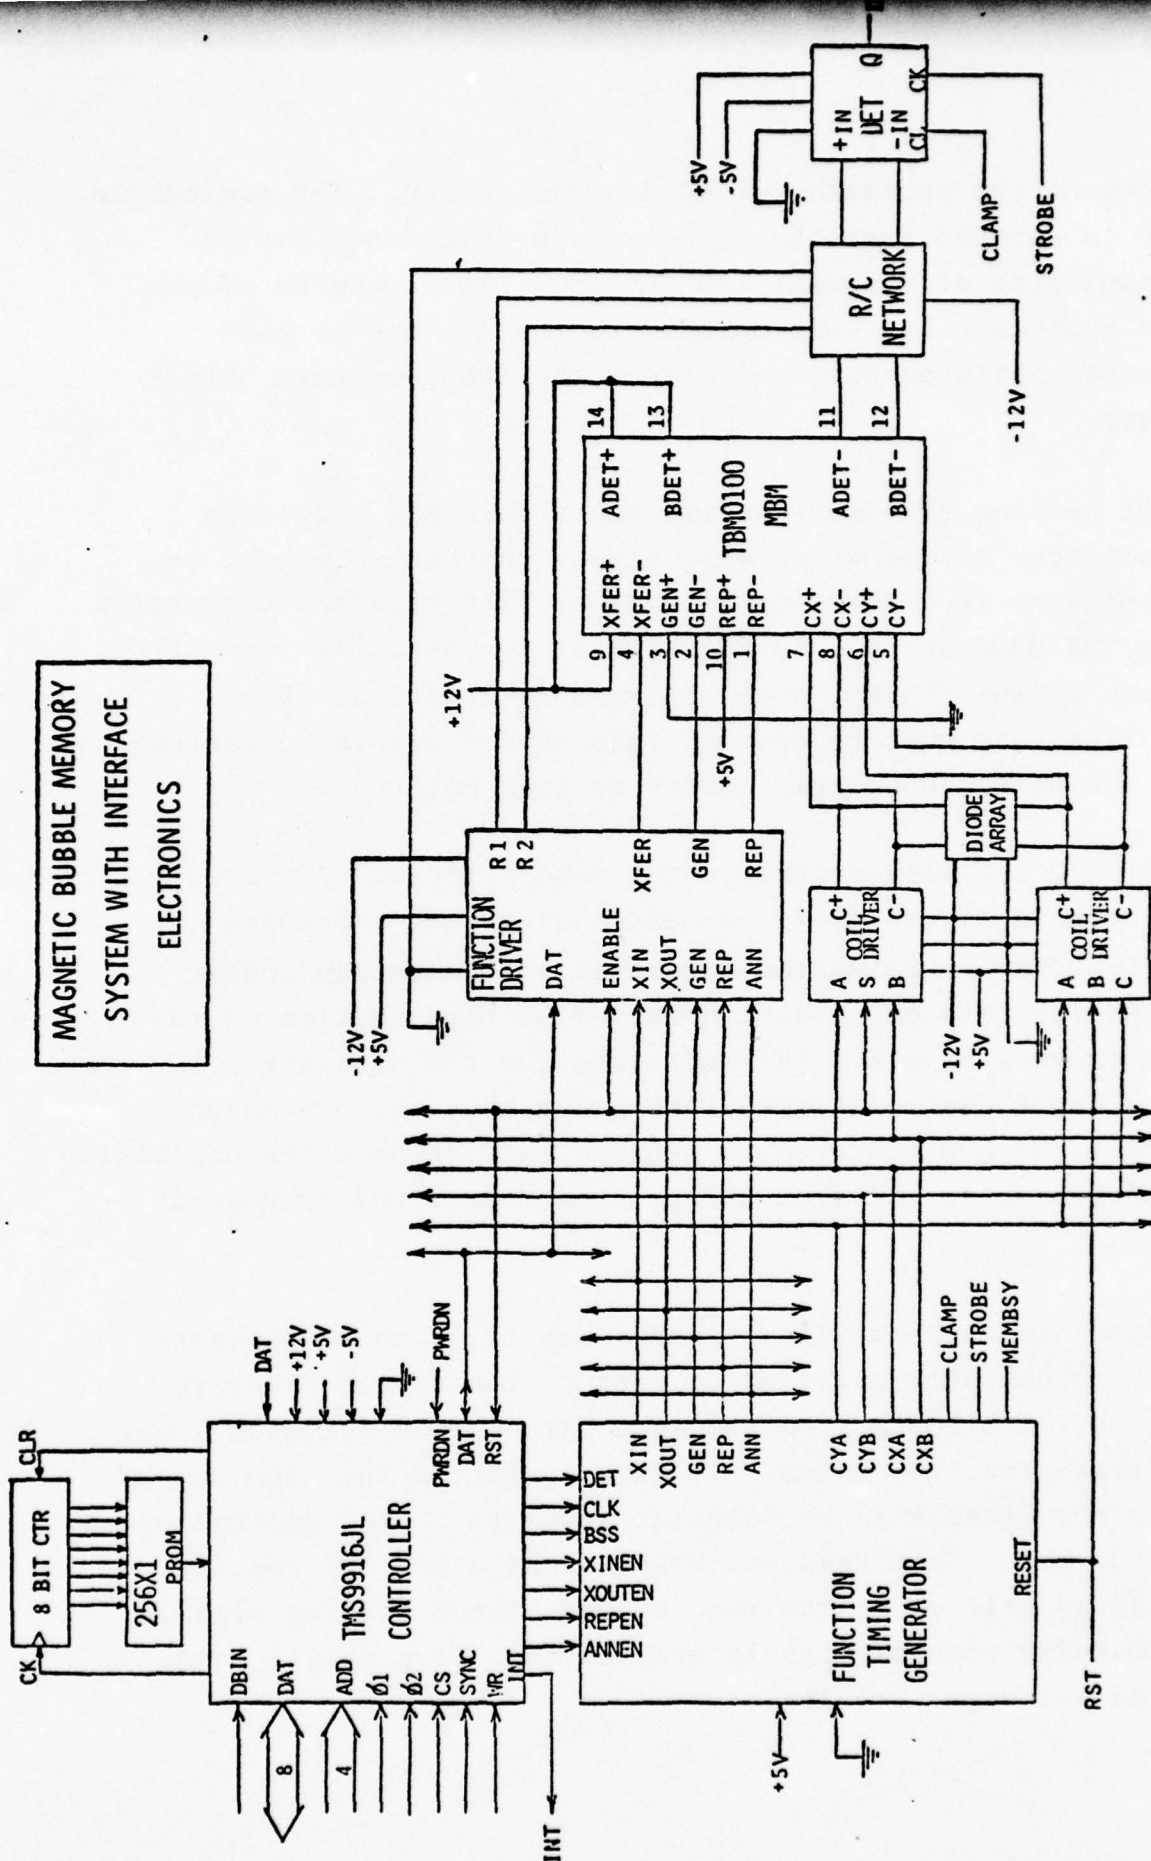 MAGNETIC BUBBLE MEMORY
SYSTEM WITH INTERFACE
ELECTRONICS
CK
CLR
8 BIT CTR
256X1
PROM
DBIN
DAT
8
ADD
4
Ø1
Ø2
CS
SYNC
WR
INT
INT
TMS9916JL
CONTROLLER
DAT
+12V
+5V
-5V
PWRDN
PWRDN
DAT
RST
DET
CLK
BSS
XINEN
XOUTEN
REPEN
ANNEN
FUNCTION
TIMING
GENERATOR
+5V
RESET
RST
XIN
XOUT
GEN
REP
ANN
CYA
CYB
CXA
CXB
CLAMP
STROBE
MEMBSY
-12V
+5V
FUNCTION
DRIVER
DAT
ENABLE
XIN
XOUT
GEN
REP
ANN
R1
R2
XFER
GEN
REP
A
S
B
COIL
DRIVER
C+
C-
-12V
+5V
DIODE
ARRAY
A
B
C
COIL
DRIVER
C+
C-
+12V
+5V
9
4
3
2
10
1
7
8
6
5
XFER+
XFER-
GEN+
GEN-
REP+
REP-
CX+
CX-
CY+
CY-
TBM0100
MBM
ADET+
BDET+
ADET-
BDET-
14
13
11
12
R/C
NETWORK
-12V
+5V
-5V
+IN
-IN
DET
CL
CK
Q
CLAMP
STROBE